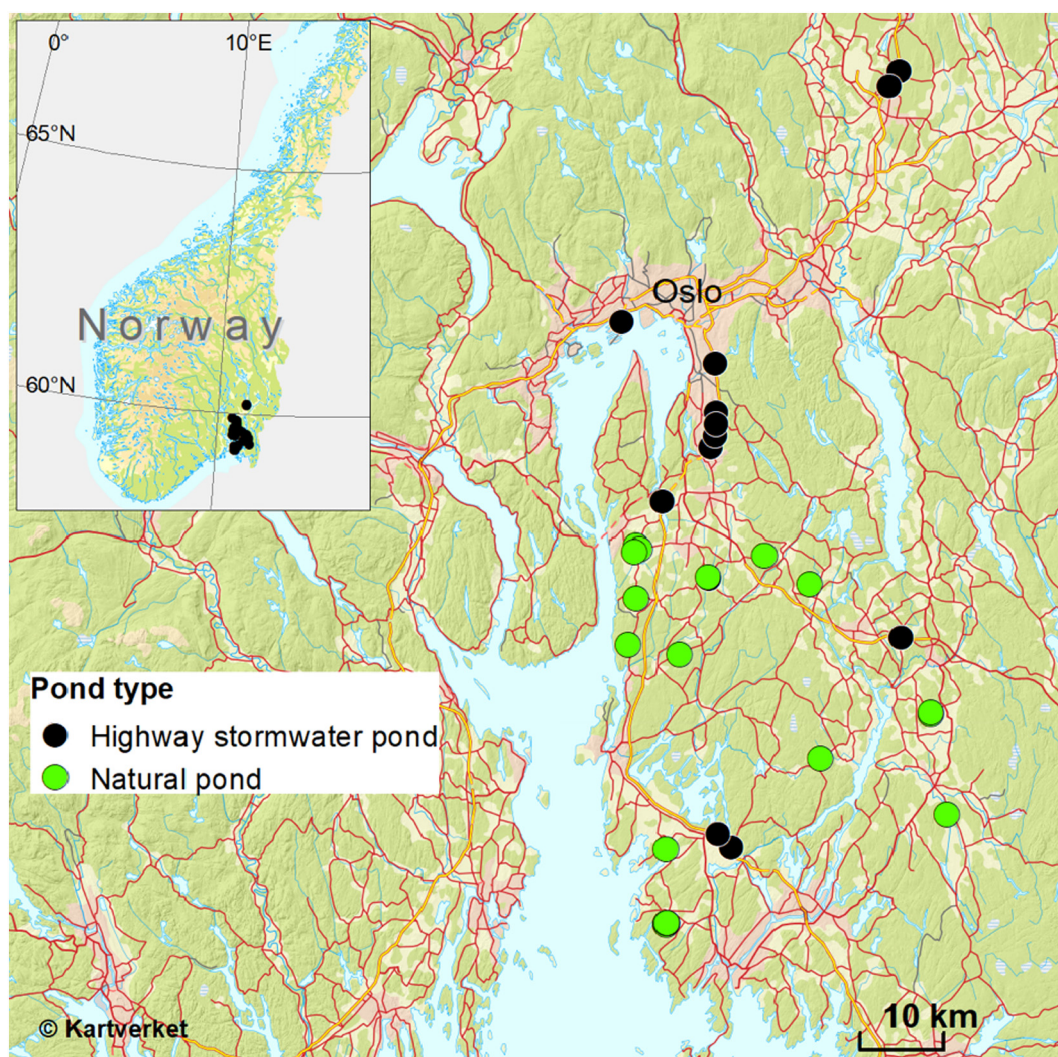 0° 10°E
65°N
Norway
60°N
Oslo
Pond type
Highway stormwater pond
Natural pond
10 km
© Kartverket